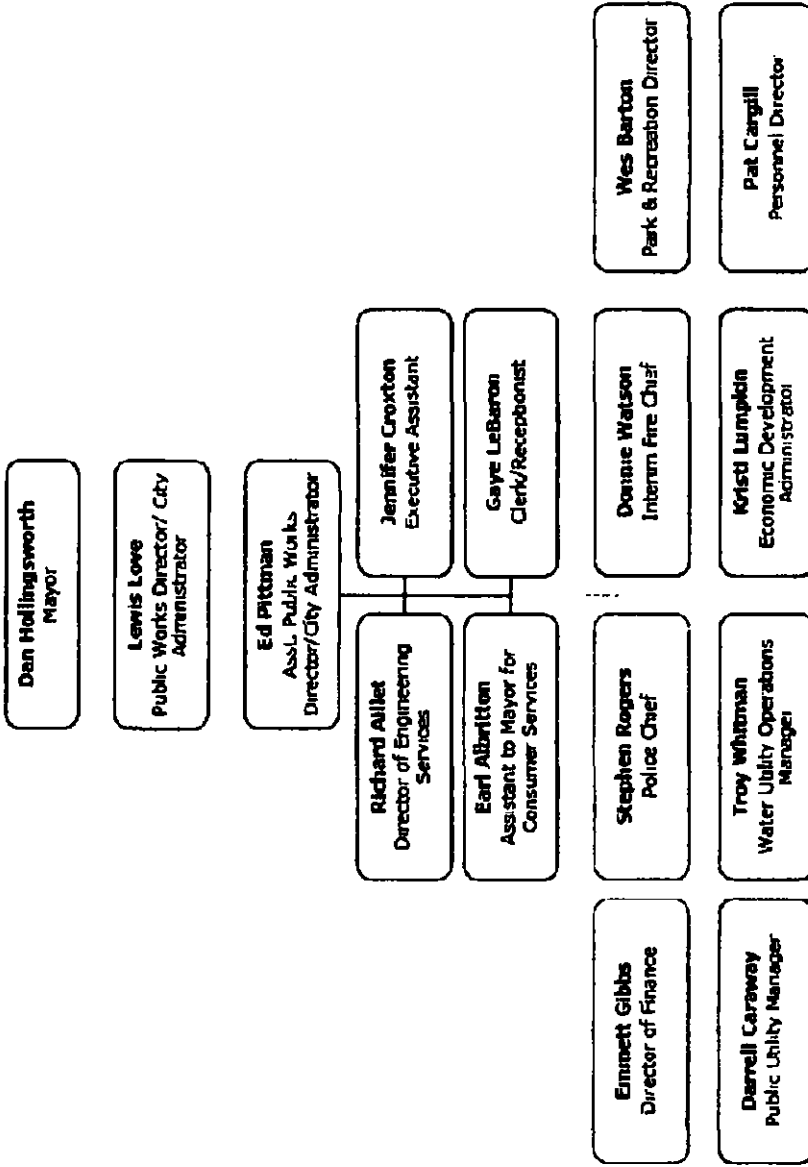 Dan Hollingsworth
Mayor
Lewis Love
Public Works Director/ City
Administrator
Ed Pittman
Asst. Public Works
Director/City Administrator
Richard Aillet
Director of Engineering
Services
Jennifer Croxton
Executive Assistant
Earl Albritton
Assistant to Mayor for
Consumer Services
Gaye LeBaron
Clerk/Receptionist
Emmett Gibbs
Director of Finance
Stephen Rogers
Police Chief
Donnie Watson
Interim Fire Chief
Wes Barton
Park & Recreation Director
Darrell Caraway
Public Utility Manager
Troy Whitman
Water Utility Operations
Manager
Kristi Lumpkin
Economic Development
Administrator
Pat Cargill
Personnel Director